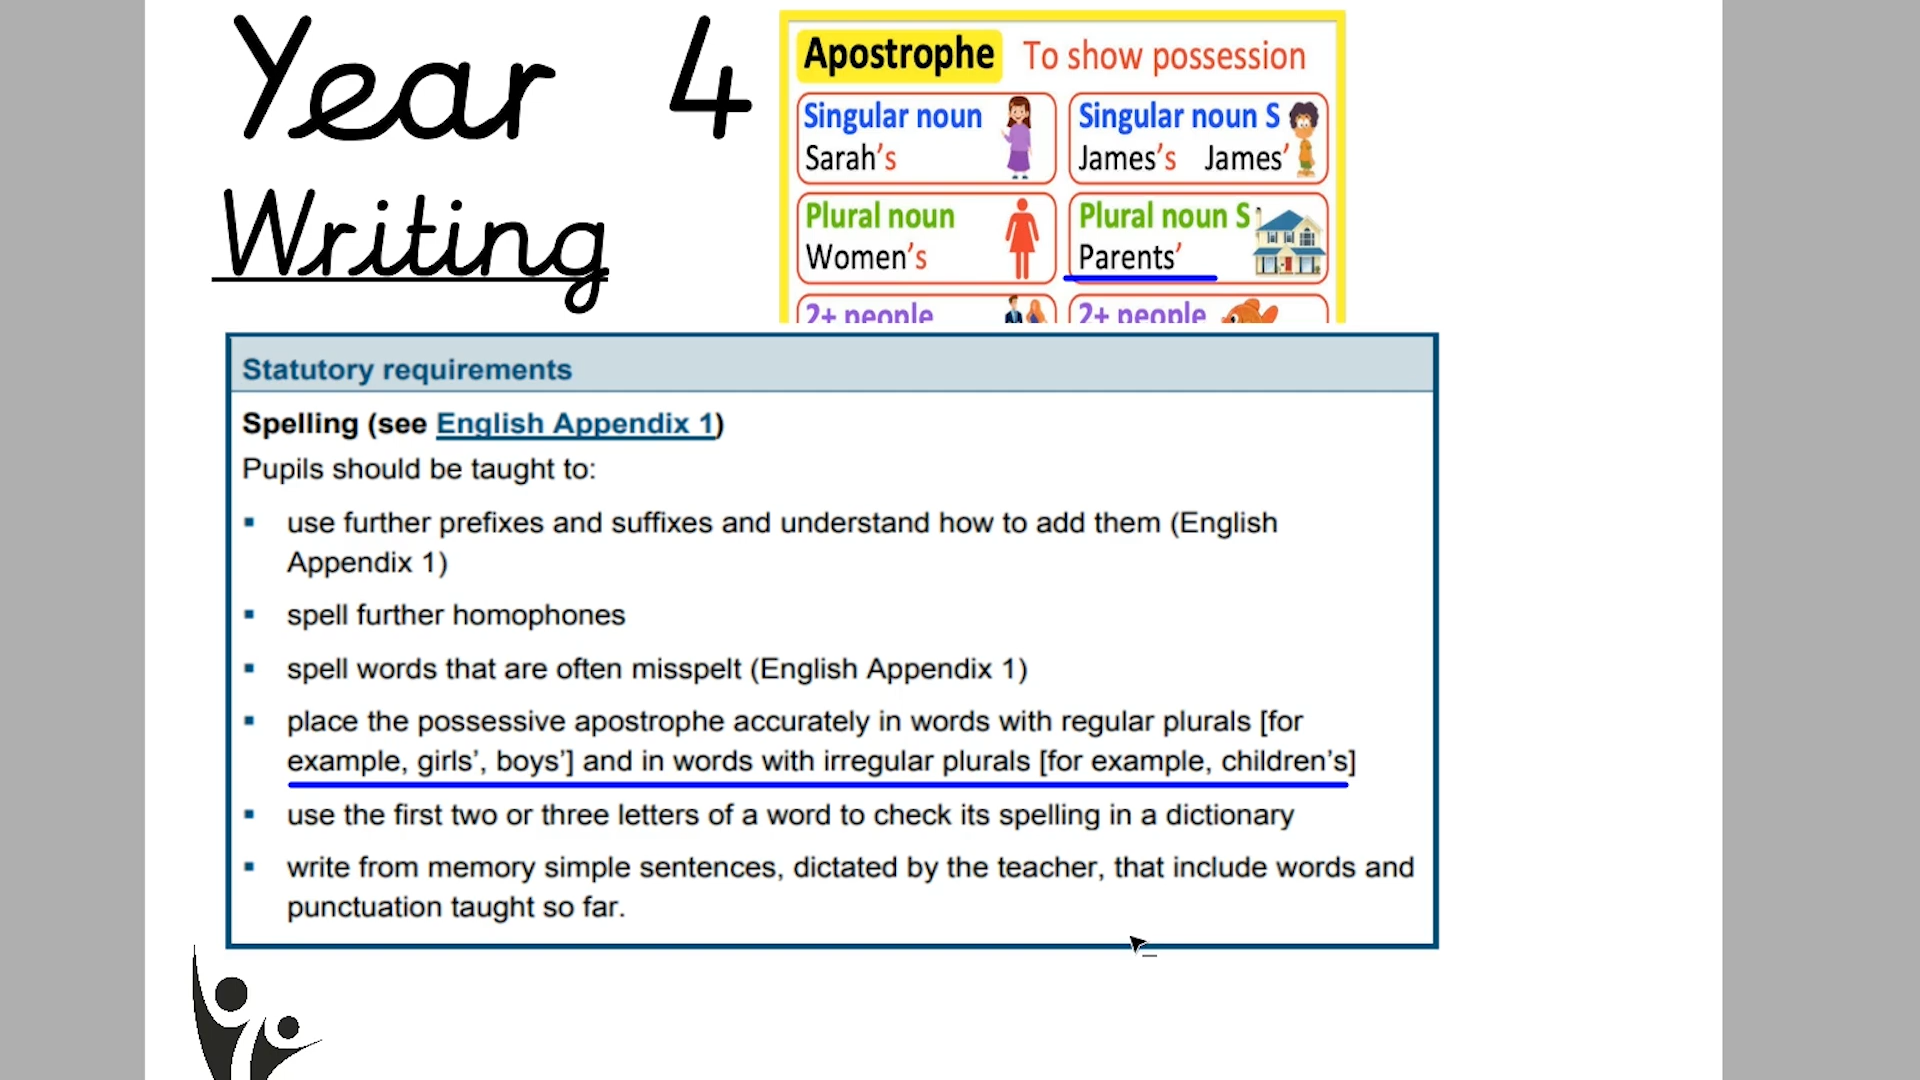 Year 4
Writing
Apostrophe To show possession
Singular noun
Sarah's
Singular noun S
James's James'
Plural noun
Women's
Plural noun S
Parents'
2+ people
2+ people
Statutory requirements
Spelling (see English Appendix 1)
Pupils should be taught to:
▪ use further prefixes and suffixes and understand how to add them (English
Appendix 1)
▪ spell further homophones
▪ spell words that are often misspelt (English Appendix 1)
▪ place the possessive apostrophe accurately in words with regular plurals [for
example, girls’, boys’] and in words with irregular plurals [for example, children’s]
▪ use the first two or three letters of a word to check its spelling in a dictionary
▪ write from memory simple sentences, dictated by the teacher, that include words and
punctuation taught so far.